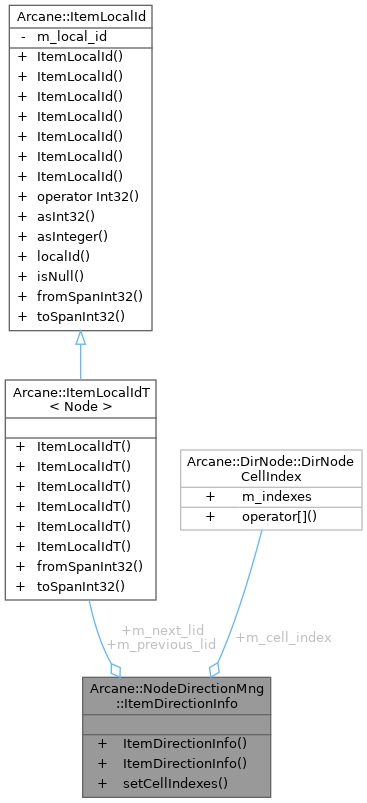 Arcane::ItemLocalId
- m_local_id
+ ItemLocalId()
+ ItemLocalId()
+ ItemLocalId()
+ ItemLocalId()
+ ItemLocalId()
+ ItemLocalId()
+ ItemLocalId()
+ operator Int32()
+ asInt32()
+ asInteger()
+ localId()
+ isNull()
+ fromSpanInt32()
+ toSpanInt32()
Arcane::ItemLocalIdT
< Node >
+ ItemLocalIdT()
+ ItemLocalIdT()
+ ItemLocalIdT()
+ ItemLocalIdT()
+ ItemLocalIdT()
+ ItemLocalIdT()
+ fromSpanInt32()
+ toSpanInt32()
Arcane::DirNode::DirNode
CellIndex
+ m_indexes
+ operator[]()
+m_next_lid
+m_previous_lid
+m_cell_index
Arcane::NodeDirectionMng
::ItemDirectionInfo
+ ItemDirectionInfo()
+ ItemDirectionInfo()
+ setCellIndexes()